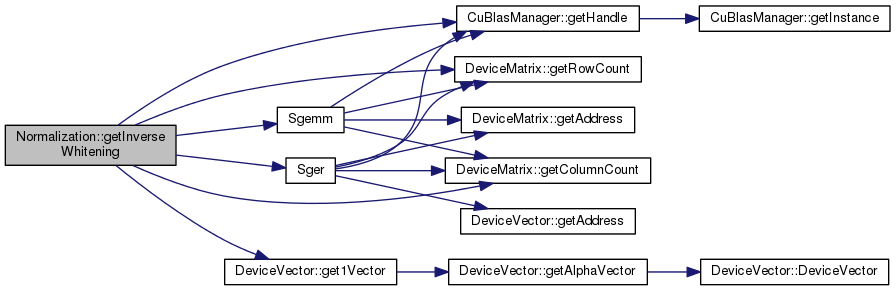 CuBlasManager::getHandle
CuBlasManager::getInstance
DeviceMatrix::getRowCount
Sgemm
DeviceMatrix::getAddress
Normalization::getInverse
Whitening
Sger
DeviceMatrix::getColumnCount
DeviceVector::getAddress
DeviceVector::get1Vector
DeviceVector::getAlphaVector
DeviceVector::DeviceVector